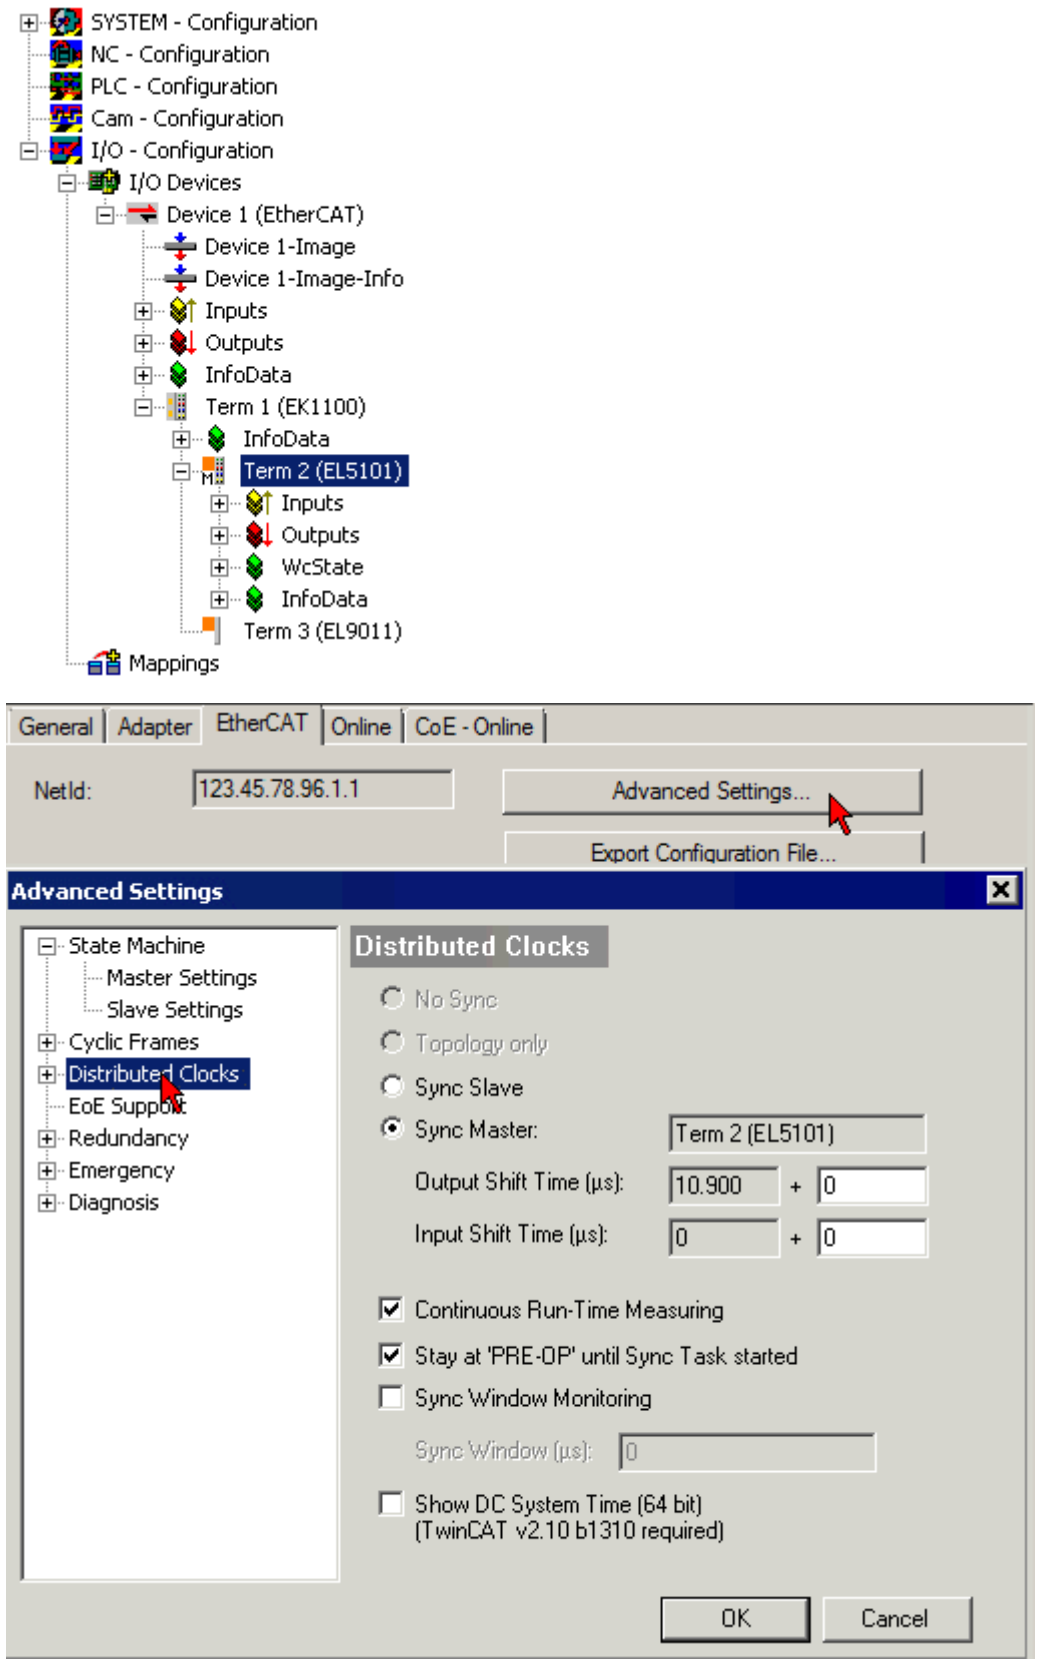 SYSTEM - Configuration
NC - Configuration
PLC - Configuration
Cam - Configuration
I/O - Configuration
I/O Devices
Device 1 (EtherCAT)
Device 1-Image
Device 1-Image-Info
Inputs
Outputs
InfoData
Term 1 (EK1100)
InfoData
M Term 2 (EL5101)
Inputs
Outputs
WcState
InfoData
Term 3 (EL9011)
Mappings
General Adapter EtherCAT Online CoE - Online
NetId: 123.45.78.96.1.1 Advanced Settings...
Export Configuration File...
Advanced Settings
State Machine
Master Settings
Slave Settings
Cyclic Frames
Distributed Clocks
EoE Support
Redundancy
Emergency
Diagnosis
Distributed Clocks
No Sync
Topology only
Sync Slave
Sync Master: Term 2 (EL5101)
Output Shift Time (µs): 10.900 + 0
Input Shift Time (µs): 0 + 0
Continuous Run-Time Measuring
Stay at 'PRE-OP' until Sync Task started
Sync Window Monitoring
Sync Window (µs): 0
Show DC System Time (64 bit)
(TwinCAT v2.10 b1310 required)
OK Cancel